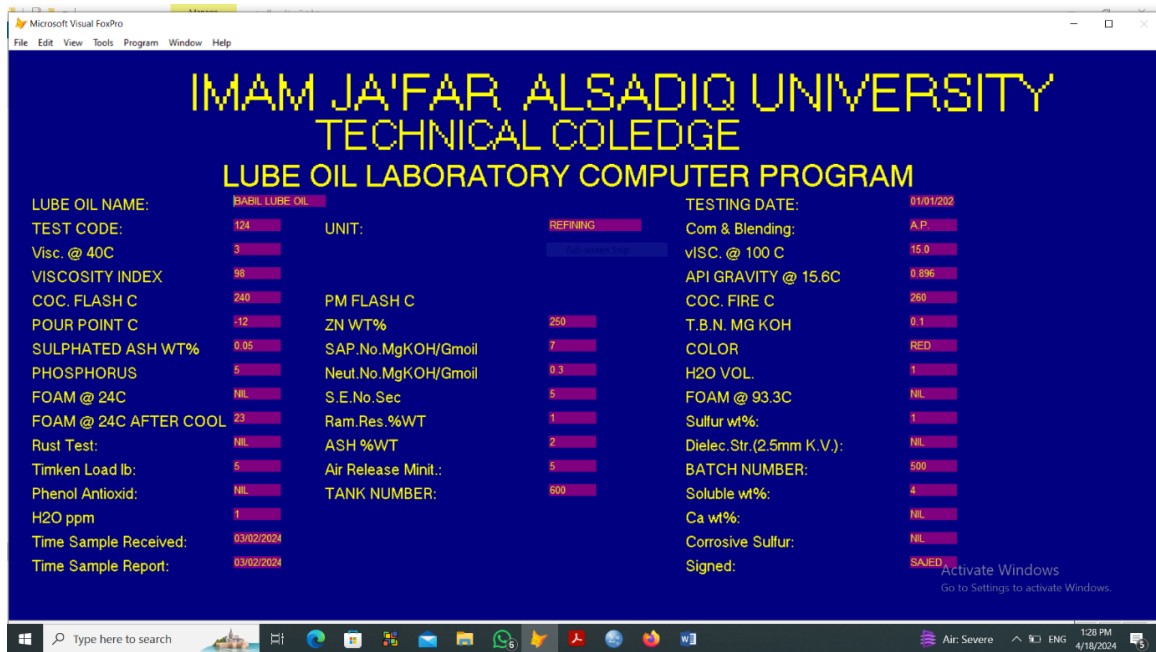 Microsoft Visual FoxPro
File Edit View Tools Program Window Help
IMAM JA'FAR ALSADIQ UNIVERSITY
TECHNICAL COLEDGE
LUBE OIL LABORATORY COMPUTER PROGRAM
LUBE OIL NAME: BABIL LUBE OIL TESTING DATE: 01/01/202
TEST CODE: 124 UNIT: REFINING Com & Blending: A.P.
Visc. @ 40C 3 vISC. @ 100 C 15.0
VISCOSITY INDEX 98 API GRAVITY @ 15.6C 0.896
COC. FLASH C 240 PM FLASH C COC. FIRE C 260
POUR POINT C -12 ZN WT% 250 T.B.N. MG KOH 0.1
SULPHATED ASH WT% 0.05 SAP.No.MgKOH/Gmoil 7 COLOR RED
PHOSPHORUS 5 Neut.No.MgKOH/Gmoil 0.3 H2O VOL. 1
FOAM @ 24C NIL S.E.No.Sec 5 FOAM @ 93.3C NIL
FOAM @ 24C AFTER COOL 23 Ram.Res.%WT 1 Sulfur wt%: 1
Rust Test: NIL ASH %WT 2 Dielec.Str.(2.5mm K.V.): NIL
Timken Load lb: 5 Air Release Minit.: 5 BATCH NUMBER: 500
Phenol Antioxid: NIL TANK NUMBER: 600 Soluble wt%: 4
H2O ppm 1 Ca wt%: NIL
Time Sample Received: 03/02/2024 Corrosive Sulfur: NIL
Time Sample Report: 03/02/2024 Signed: SAJED
Activate Windows
Go to Settings to activate Windows.
Type here to search 6 Air: Severe ENG 1:28 PM 5
4/18/2024